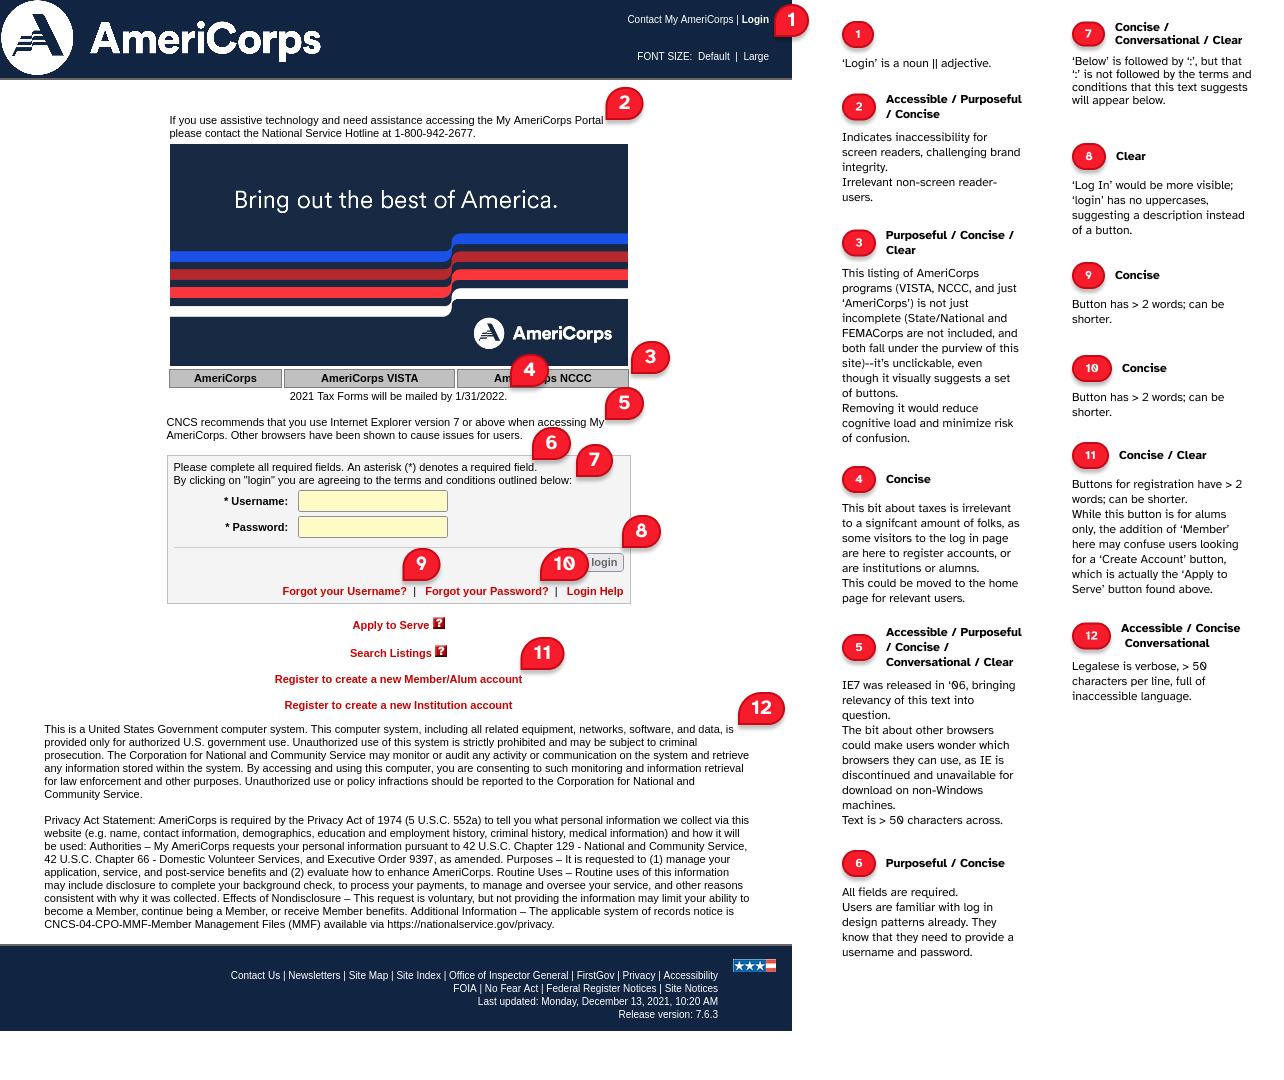 AmeriCorps
Contact My AmeriCorps | Login
1
FONT SIZE: Default | Large
2
If you use assistive technology and need assistance accessing the My AmeriCorps Portal
please contact the National Service Hotline at 1-800-942-2677.
Bring out the best of America.
AmeriCorps
3
4
AmeriCorps
AmeriCorps VISTA
Am ps NCCC
2021 Tax Forms will be mailed by 1/31/2022.
5
CNCS recommends that you use Internet Explorer version 7 or above when accessing My
AmeriCorps. Other browsers have been shown to cause issues for users.
6
7
Please complete all required fields. An asterisk (*) denotes a required field.
By clicking on "login" you are agreeing to the terms and conditions outlined below:
* Username:
* Password:
8
9
10
login
Forgot your Username? | Forgot your Password? | Login Help
Apply to Serve ?
Search Listings ?
11
Register to create a new Member/Alum account
Register to create a new Institution account
12
This is a United States Government computer system. This computer system, including all related equipment, networks, software, and data, is
provided only for authorized U.S. government use. Unauthorized use of this system is strictly prohibited and may be subject to criminal
prosecution. The Corporation for National and Community Service may monitor or audit any activity or communication on the system and retrieve
any information stored within the system. By accessing and using this computer, you are consenting to such monitoring and information retrieval
for law enforcement and other purposes. Unauthorized use or policy infractions should be reported to the Corporation for National and
Community Service.
Privacy Act Statement: AmeriCorps is required by the Privacy Act of 1974 (5 U.S.C. 552a) to tell you what personal information we collect via this
website (e.g. name, contact information, demographics, education and employment history, criminal history, medical information) and how it will
be used: Authorities – My AmeriCorps requests your personal information pursuant to 42 U.S.C. Chapter 129 - National and Community Service,
42 U.S.C. Chapter 66 - Domestic Volunteer Services, and Executive Order 9397, as amended. Purposes – It is requested to (1) manage your
application, service, and post-service benefits and (2) evaluate how to enhance AmeriCorps. Routine Uses – Routine uses of this information
may include disclosure to complete your background check, to process your payments, to manage and oversee your service, and other reasons
consistent with why it was collected. Effects of Nondisclosure – This request is voluntary, but not providing the information may limit your ability to
become a Member, continue being a Member, or receive Member benefits. Additional Information – The applicable system of records notice is
CNCS-04-CPO-MMF-Member Management Files (MMF) available via https://nationalservice.gov/privacy.
Contact Us | Newsletters | Site Map | Site Index | Office of Inspector General | FirstGov | Privacy | Accessibility
FOIA | No Fear Act | Federal Register Notices | Site Notices
Last updated: Monday, December 13, 2021, 10:20 AM
Release version: 7.6.3
1
‘Login’ is a noun || adjective.
2
Accessible / Purposeful
/ Concise
Indicates inaccessibility for
screen readers, challenging brand
integrity.
Irrelevant non-screen reader-
users.
3
Purposeful / Concise /
Clear
This listing of AmeriCorps
programs (VISTA, NCCC, and just
‘AmeriCorps’) is not just
incomplete (State/National and
FEMACorps are not included, and
both fall under the purview of this
site)--it’s unclickable, even
though it visually suggests a set
of buttons.
Removing it would reduce
cognitive load and minimize risk
of confusion.
4
Concise
This bit about taxes is irrelevant
to a signifcant amount of folks, as
some visitors to the log in page
are here to register accounts, or
are institutions or alumns.
This could be moved to the home
page for relevant users.
5
Accessible / Purposeful
/ Concise /
Conversational / Clear
IE7 was released in ‘06, bringing
relevancy of this text into
question.
The bit about other browsers
could make users wonder which
browsers they can use, as IE is
discontinued and unavailable for
download on non-Windows
machines.
Text is > 50 characters across.
6
Purposeful / Concise
All fields are required.
Users are familiar with log in
design patterns already. They
know that they need to provide a
username and password.
7
Concise /
Conversational / Clear
‘Below’ is followed by ‘:’, but that
‘:’ is not followed by the terms and
conditions that this text suggests
will appear below.
8
Clear
‘Log In’ would be more visible;
‘login’ has no uppercases,
suggesting a description instead
of a button.
9
Concise
Button has > 2 words; can be
shorter.
10
Concise
Button has > 2 words; can be
shorter.
11
Concise / Clear
Buttons for registration have > 2
words; can be shorter.
While this button is for alums
only, the addition of ‘Member’
here may confuse users looking
for a ‘Create Account’ button,
which is actually the ‘Apply to
Serve’ button found above.
12
Accessible / Concise
Conversational
Legalese is verbose, > 50
characters per line, full of
inaccessible language.